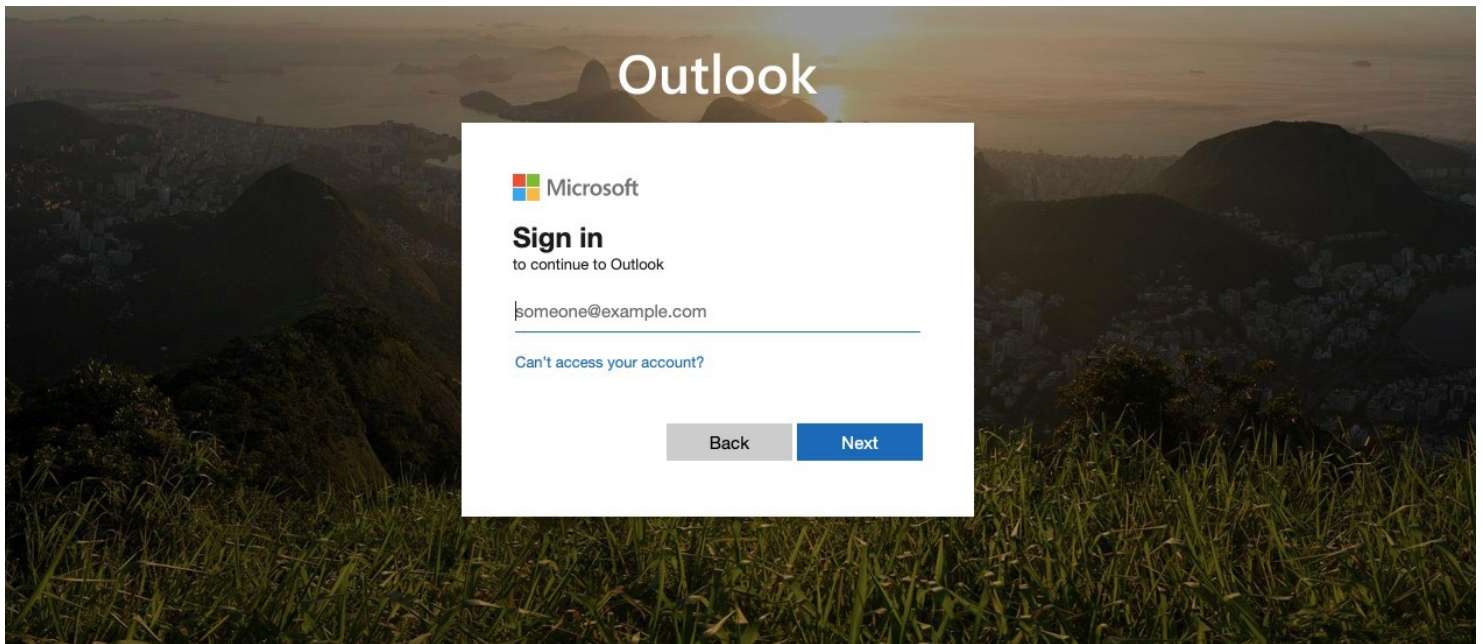 Outlook
Microsoft
Sign in
to continue to Outlook
someone@example.com
Can't access your account?
Back Next